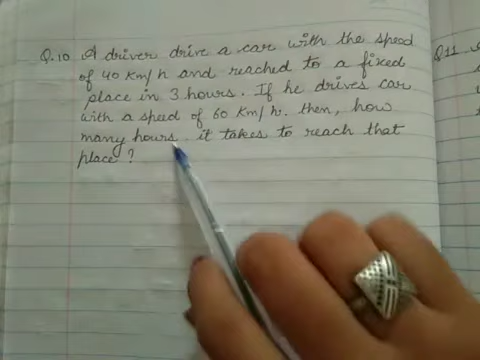 Q.10 A driver drive a car with the speed
of 40 km/h and reached to a fixed
place in 3 hours. If he drives car
with a speed of 60 km/h. then, how
many hours it takes to reach that
place?
Q11